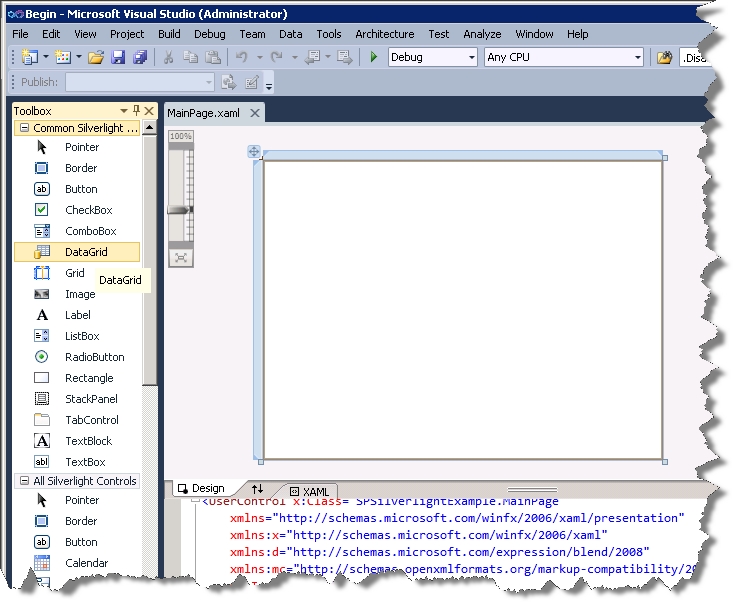 Begin - Microsoft Visual Studio (Administrator)
File Edit View Project Build Debug Team Data Tools Architecture Test Analyze Window Help
Debug Any CPU
Publish:
Toolbox
MainPage.xaml
Common Silverlight ...
100%
Pointer
Border
ab Button
CheckBox
ComboBox
DataGrid
Grid
DataGrid
Image
A Label
ListBox
RadioButton
Rectangle
StackPanel
TabControl
A TextBlock
abl TextBox
Design XAML
All Silverlight Controls
Pointer
Border
ab Button
Calendar
<UserControl x:Class="SPSilverlightExample.MainPage
xmlns="http://schemas.microsoft.com/winfx/2006/xaml/presentation"
xmlns:x="http://schemas.microsoft.com/winfx/2006/xaml"
xmlns:d="http://schemas.microsoft.com/expression/blend/2008"
xmlns:mc="http://schemas.openxmlformats.org/markup-compatibility/20